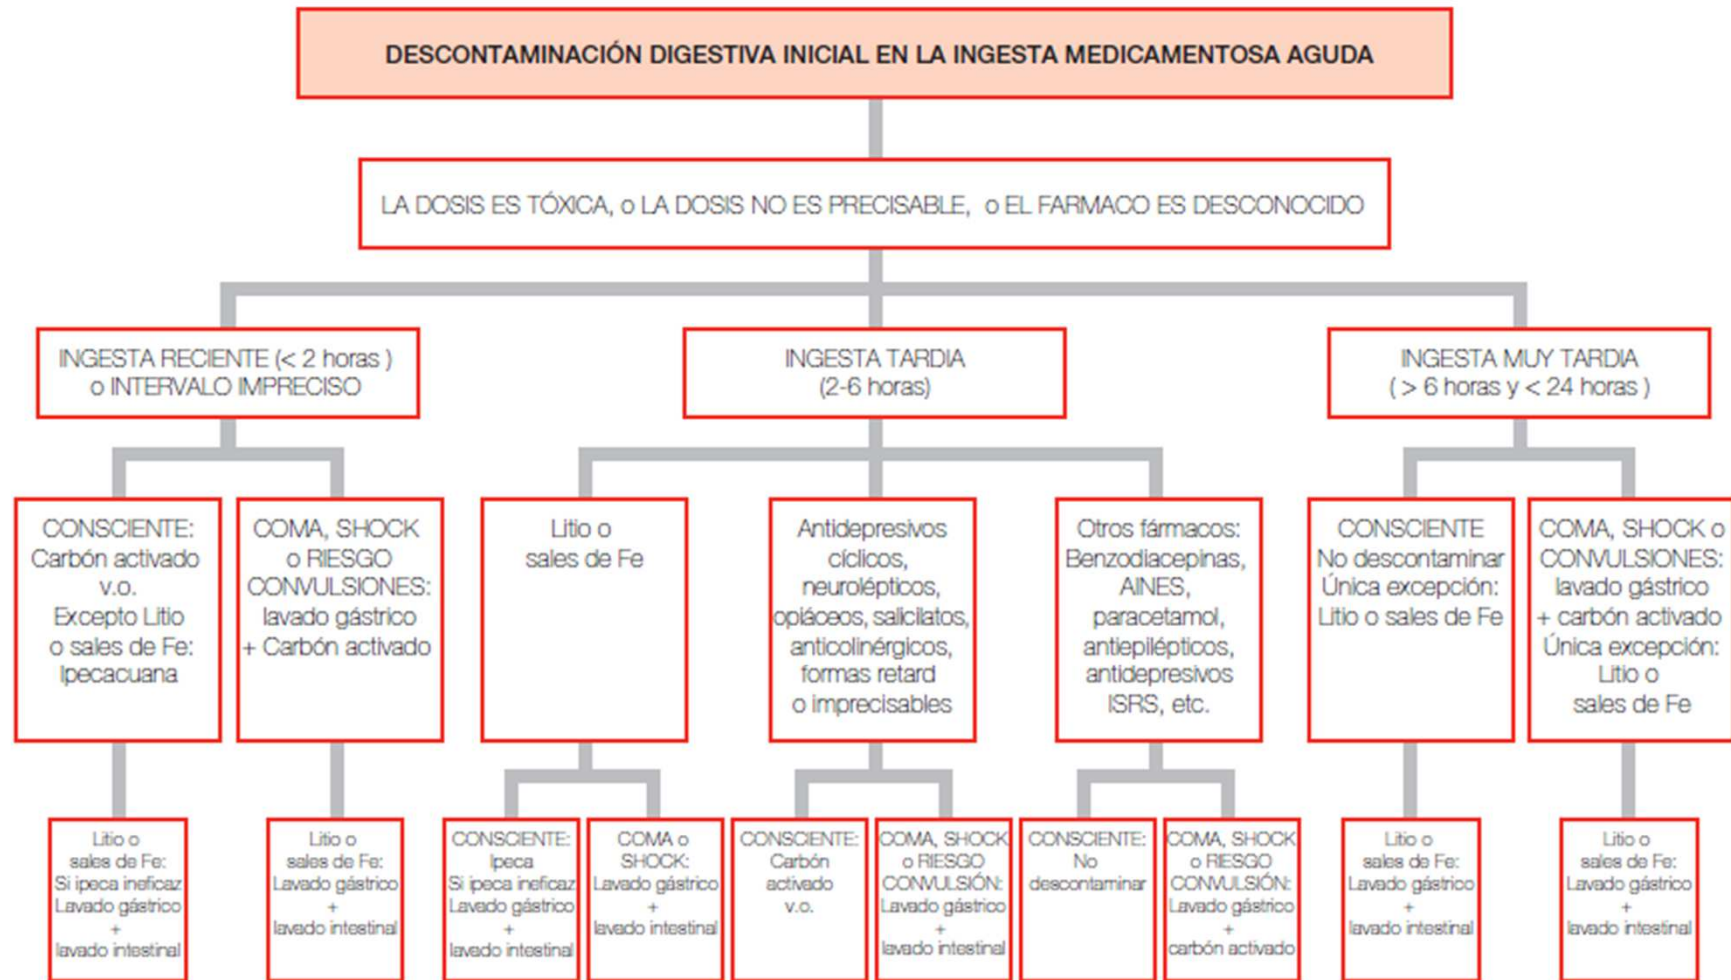 DESCONTAMINACIÓN DIGESTIVA INICIAL EN LA INGESTA MEDICAMENTOSA AGUDA
LA DOSIS ES TÓXICA, o LA DOSIS NO ES PRECISABLE, o EL FARMACO ES DESCONOCIDO
INGESTA RECIENTE (< 2 horas )
o INTERVALO IMPRECISO
INGESTA TARDIA
(2-6 horas)
INGESTA MUY TARDIA
( > 6 horas y < 24 horas )
CONSCIENTE:
Carbón activado
v.o.
Excepto Litio
o sales de Fe:
Ipecacuana
COMA, SHOCK
o RIESGO
CONVULSIONES:
lavado gástrico
+ Carbón activado
Litio o
sales de Fe
Antidepresivos
cíclicos,
neurolépticos,
opiáceos, salicilatos,
anticolinérgicos,
formas retard
o imprecisables
Otros fármacos:
Benzodiacepinas,
AINES,
paracetamol,
antiepilépticos,
antidepresivos
ISRS, etc.
CONSCIENTE
No descontaminar
Única excepción:
Litio o sales de Fe
COMA, SHOCK o
CONVULSIONES:
lavado gástrico
+ carbón activado
Única excepción:
Litio o
sales de Fe
Litio o
sales de Fe:
Si ipeca ineficaz
Lavado gástrico
+
lavado intestinal
Litio o
sales de Fe:
Lavado gástrico
+
lavado intestinal
CONSCIENTE:
Ipeca
Si ipeca ineficaz
Lavado gástrico
+
lavado intestinal
COMA o
SHOCK:
Lavado gástrico
+
lavado intestinal
CONSCIENTE:
Carbón
activado
v.o.
COMA, SHOCK
o RIESGO
CONVULSIÓN:
Lavado gástrico
+
lavado intestinal
CONSCIENTE:
No
descontaminar
COMA, SHOCK
o RIESGO
CONVULSIÓN:
Lavado gástrico
+
carbón activado
Litio o
sales de Fe:
Lavado gástrico
+
lavado intestinal
Litio o
sales de Fe:
Lavado gástrico
+
lavado intestinal